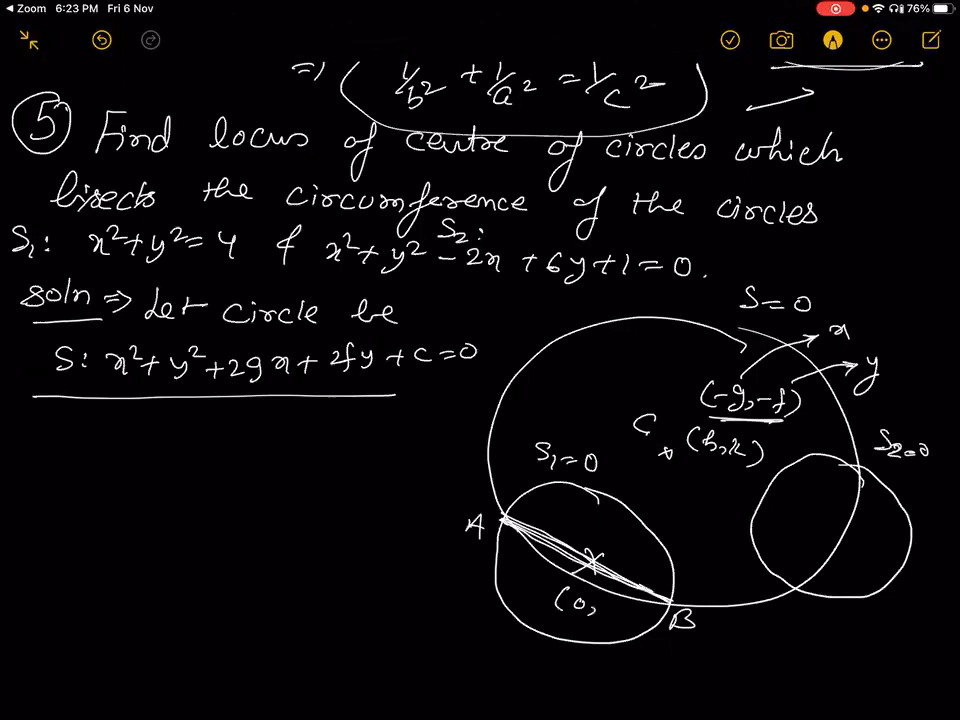 Zoom 6:23 PM Fri 6 Nov 76%
=> 1/b² + 1/a² = 1/c²
5 Find locus of centre of circles which
bisects the circumference of the circles
S₁: x²+y²=4 & S₂: x²+y²-2x+6y+1=0.
Soln => Let circle be
S: x²+y²+2gx+2fy+c=0
S=0
x
y
(-g,-f)
C (h,k)
S₁=0
S₂=0
A
(0,
B